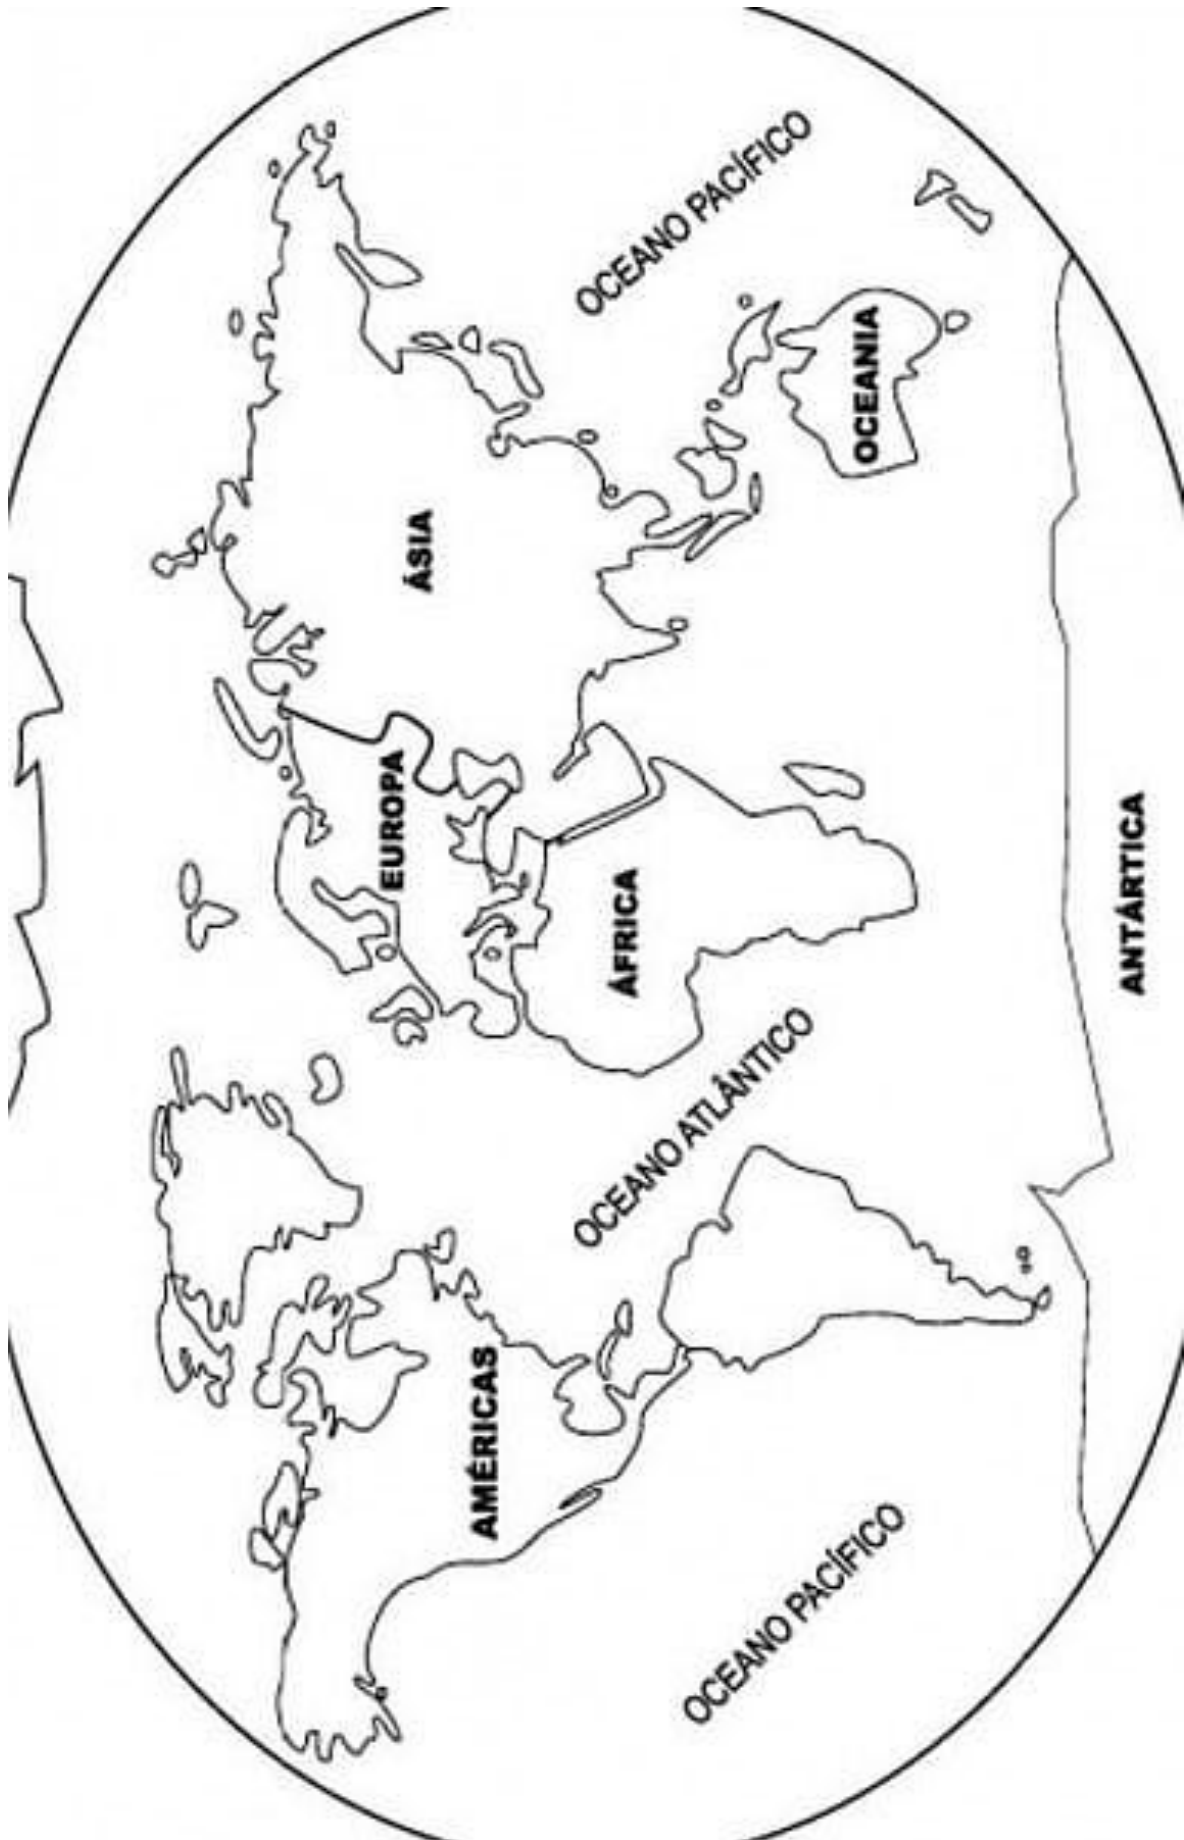 AMÉRICAS
EUROPA
ÁSIA
ÁFRICA
OCEANIA
ANTÁRTICA
OCEANO PACÍFICO
OCEANO ATLÂNTICO
OCEANO PACÍFICO